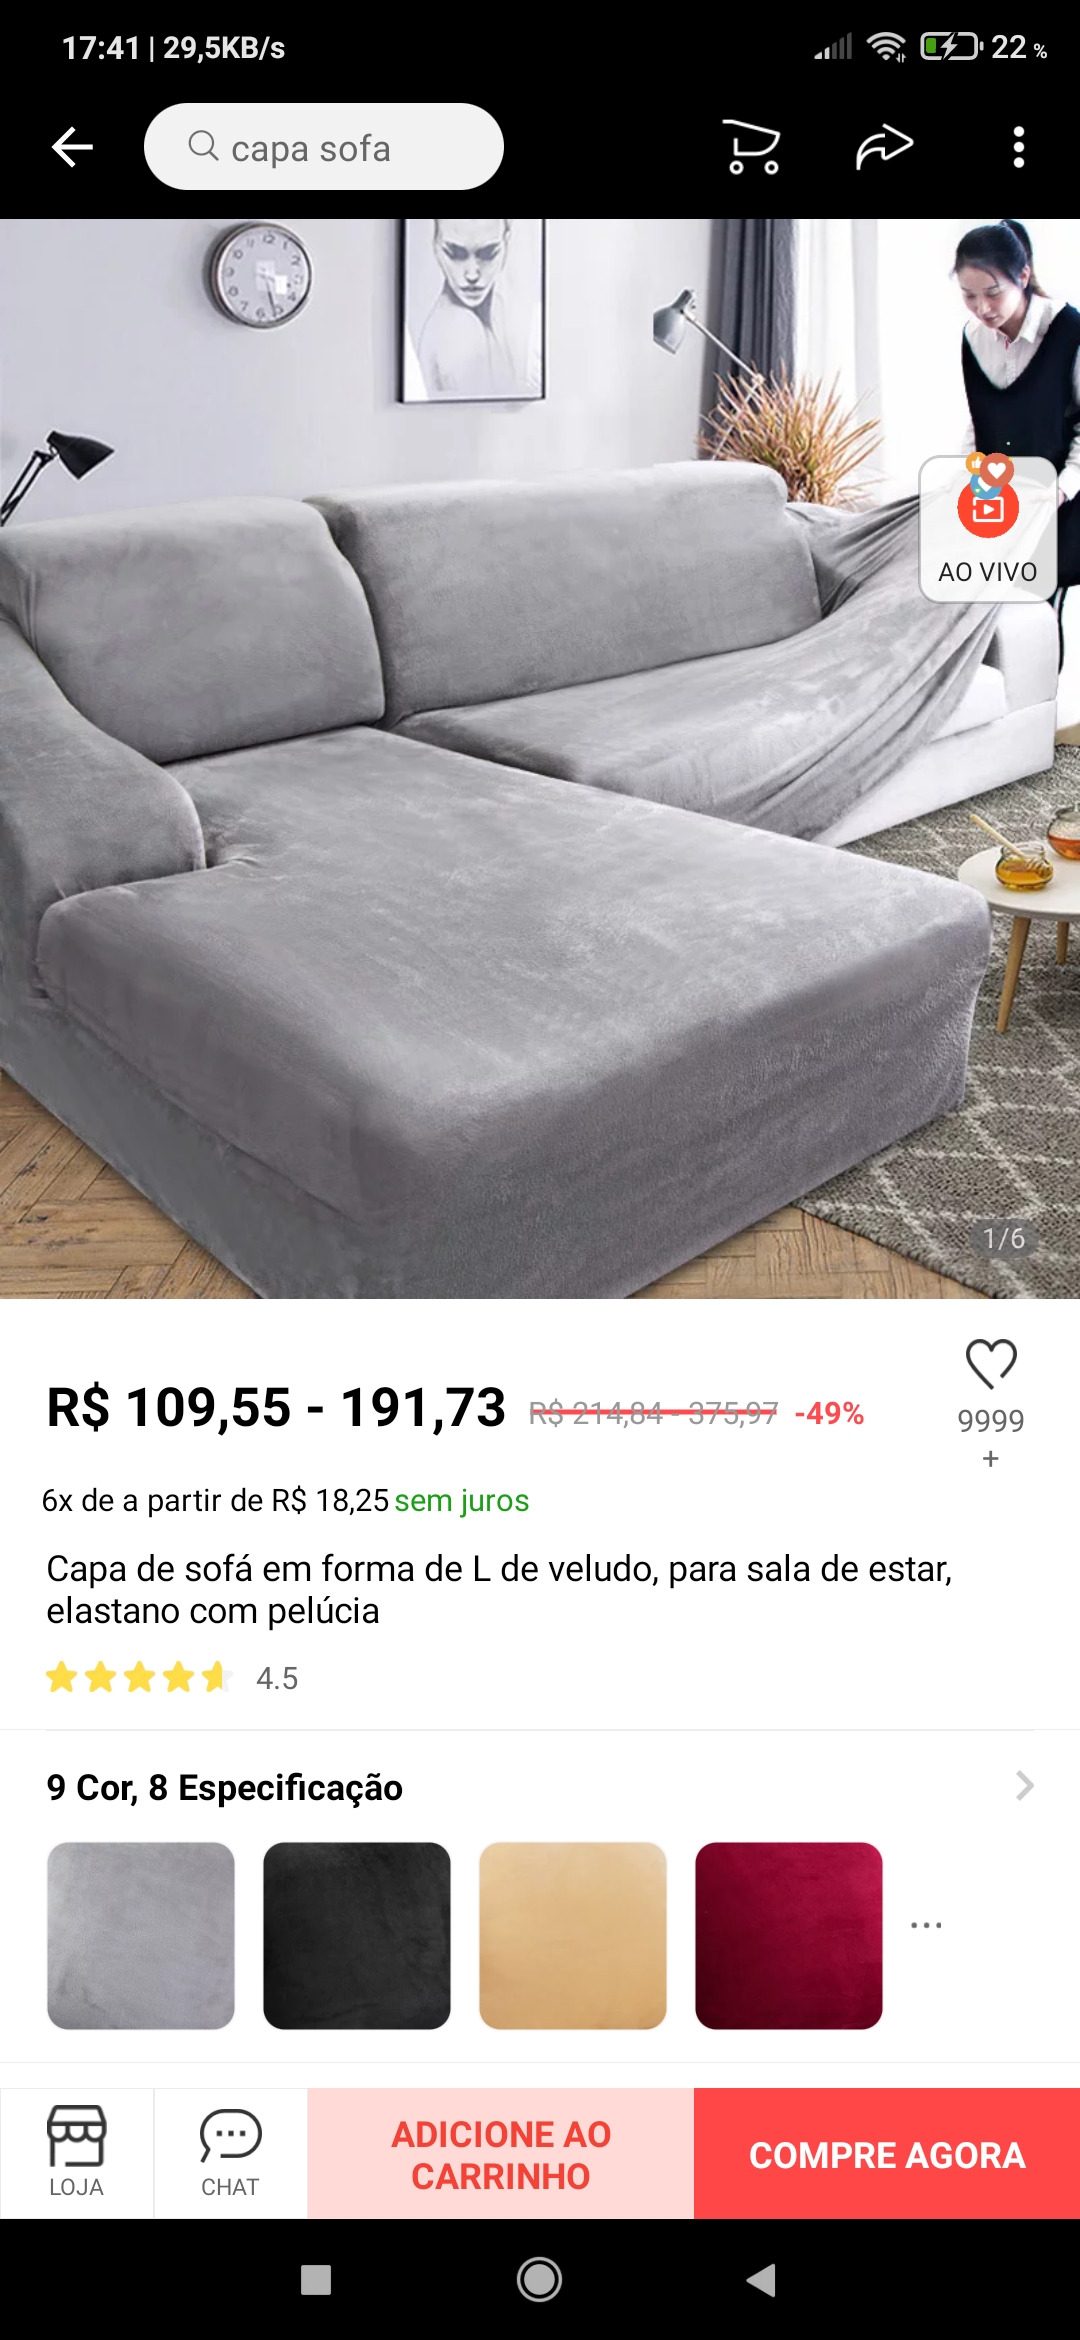 17:41 | 29,5KB/s
22 %
capa sofa
AO VIVO
1/6
R$ 109,55 - 191,73 R$ 214,84 - 375,97 -49%
9999
+
6x de a partir de R$ 18,25 sem juros
Capa de sofá em forma de L de veludo, para sala de estar,
elastano com pelúcia
4.5
9 Cor, 8 Especificação
...
LOJA
CHAT
ADICIONE AO
CARRINHO
COMPRE AGORA